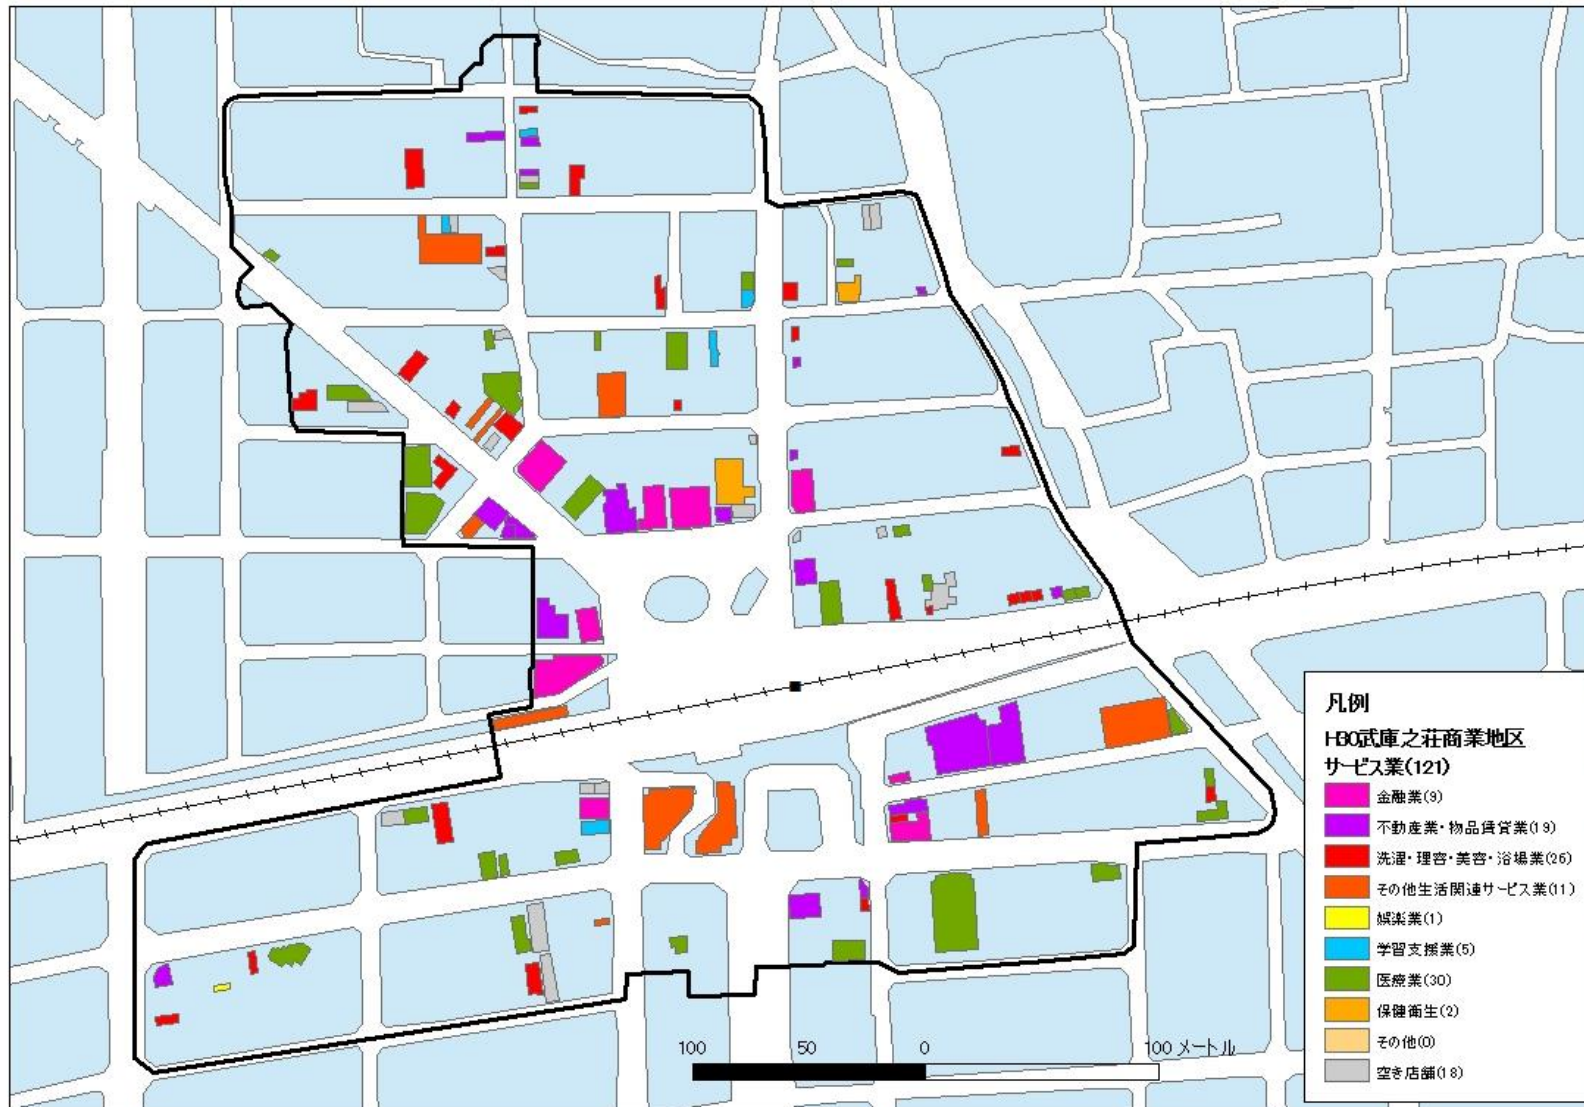 凡例
H30武庫之荘商業地区
サービス業(121)
金融業(9)
不動産業・物品賃貸業(19)
洗濯・理容・美容・浴場業(26)
その他生活関連サービス業(11)
娯楽業(1)
学習支援業(5)
医療業(30)
保健衛生(2)
その他(0)
空き店舗(18)
100 50 0 100 メートル